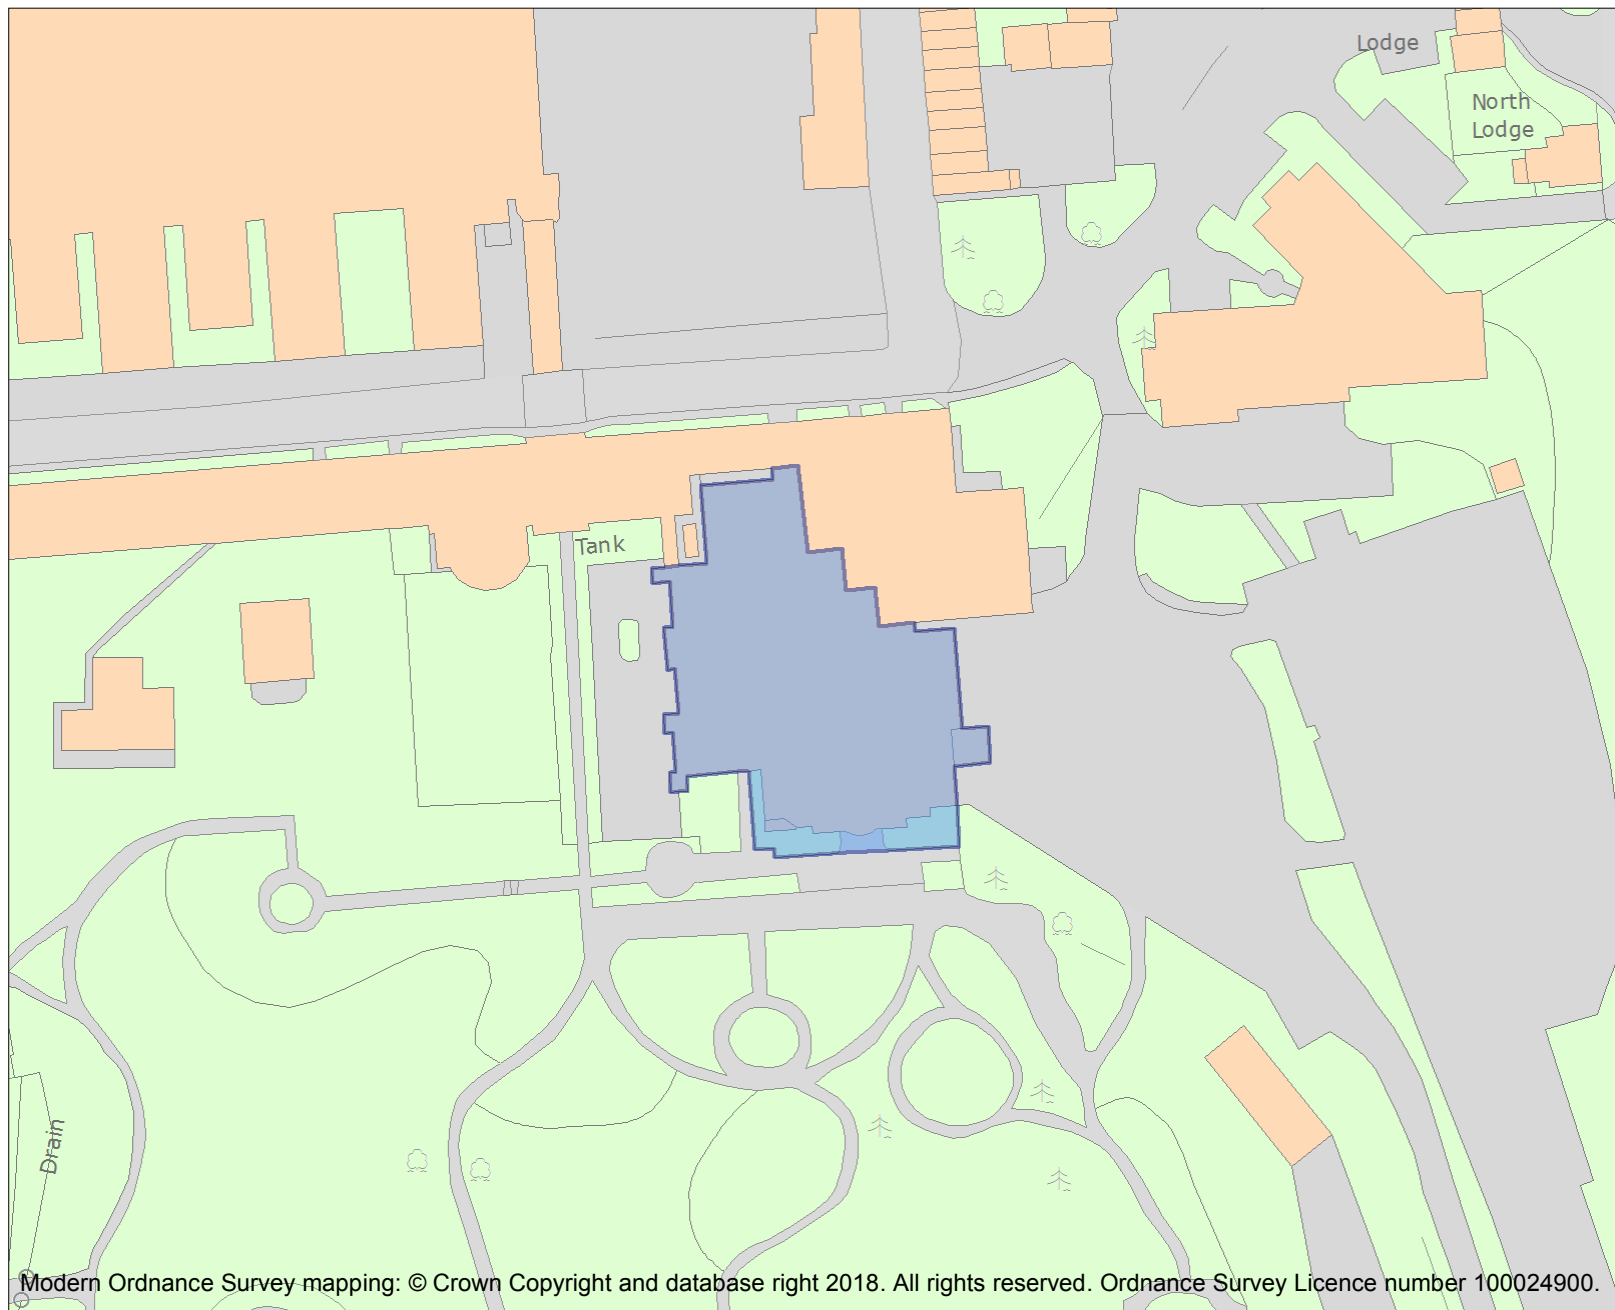 Lodge
North
Lodge
Tank
Drain
Modern Ordnance Survey mapping: © Crown Copyright and database right 2018. All rights reserved. Ordnance Survey Licence number 100024900.